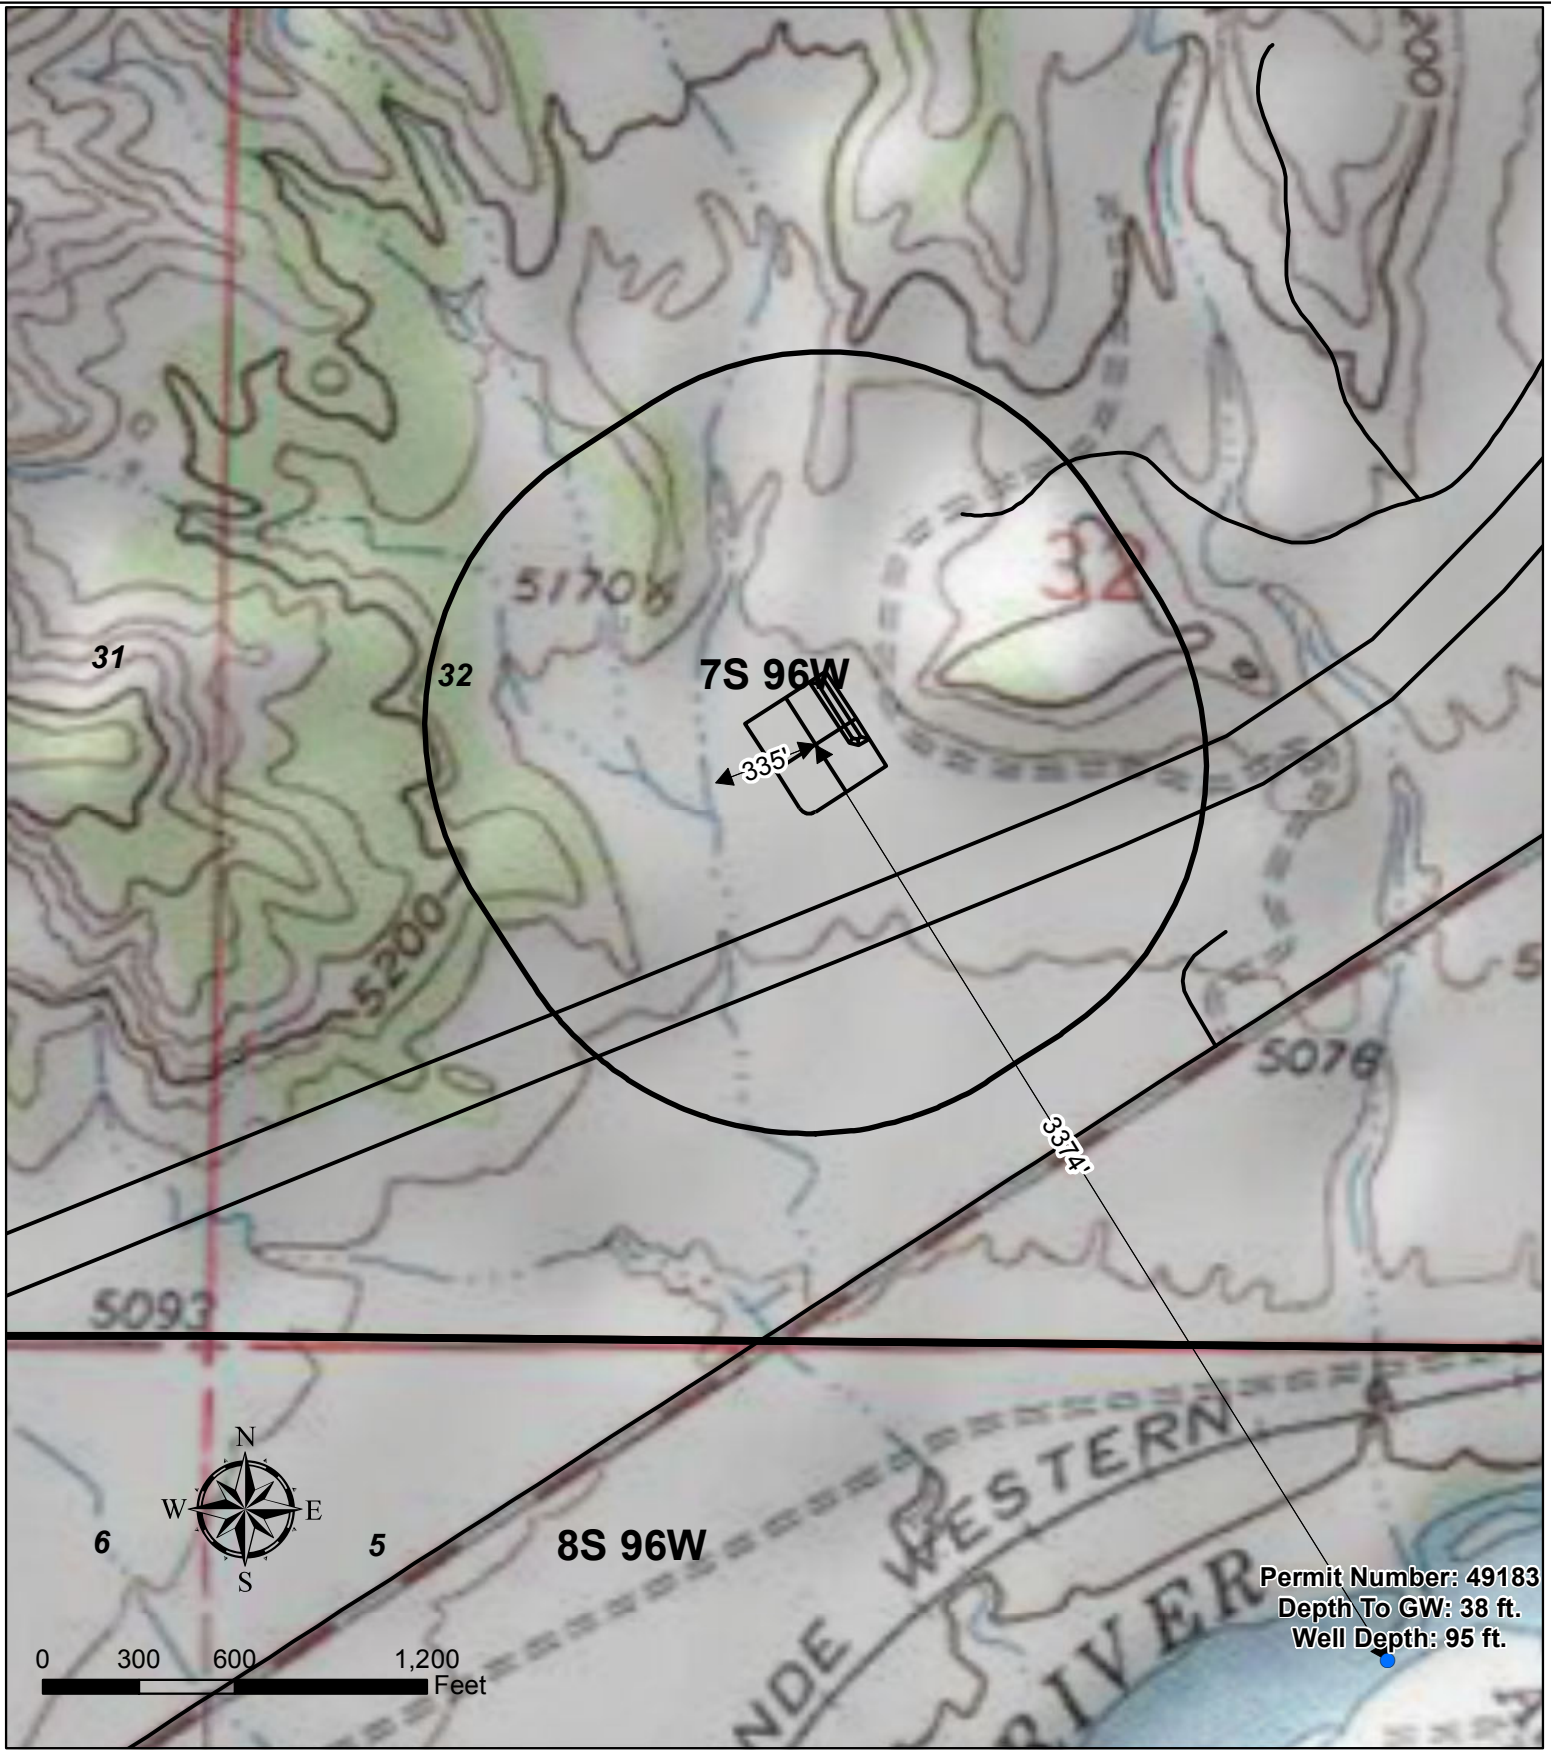 200
32
5170
31
32
7S 96W
335'
5200
5076
3374'
5093
WESTERN
N
W E
S
6
5
8S 96W
Permit Number: 49183
Depth To GW: 38 ft.
Well Depth: 95 ft.
0 300 600 1,200
Feet
NDE
RIVER